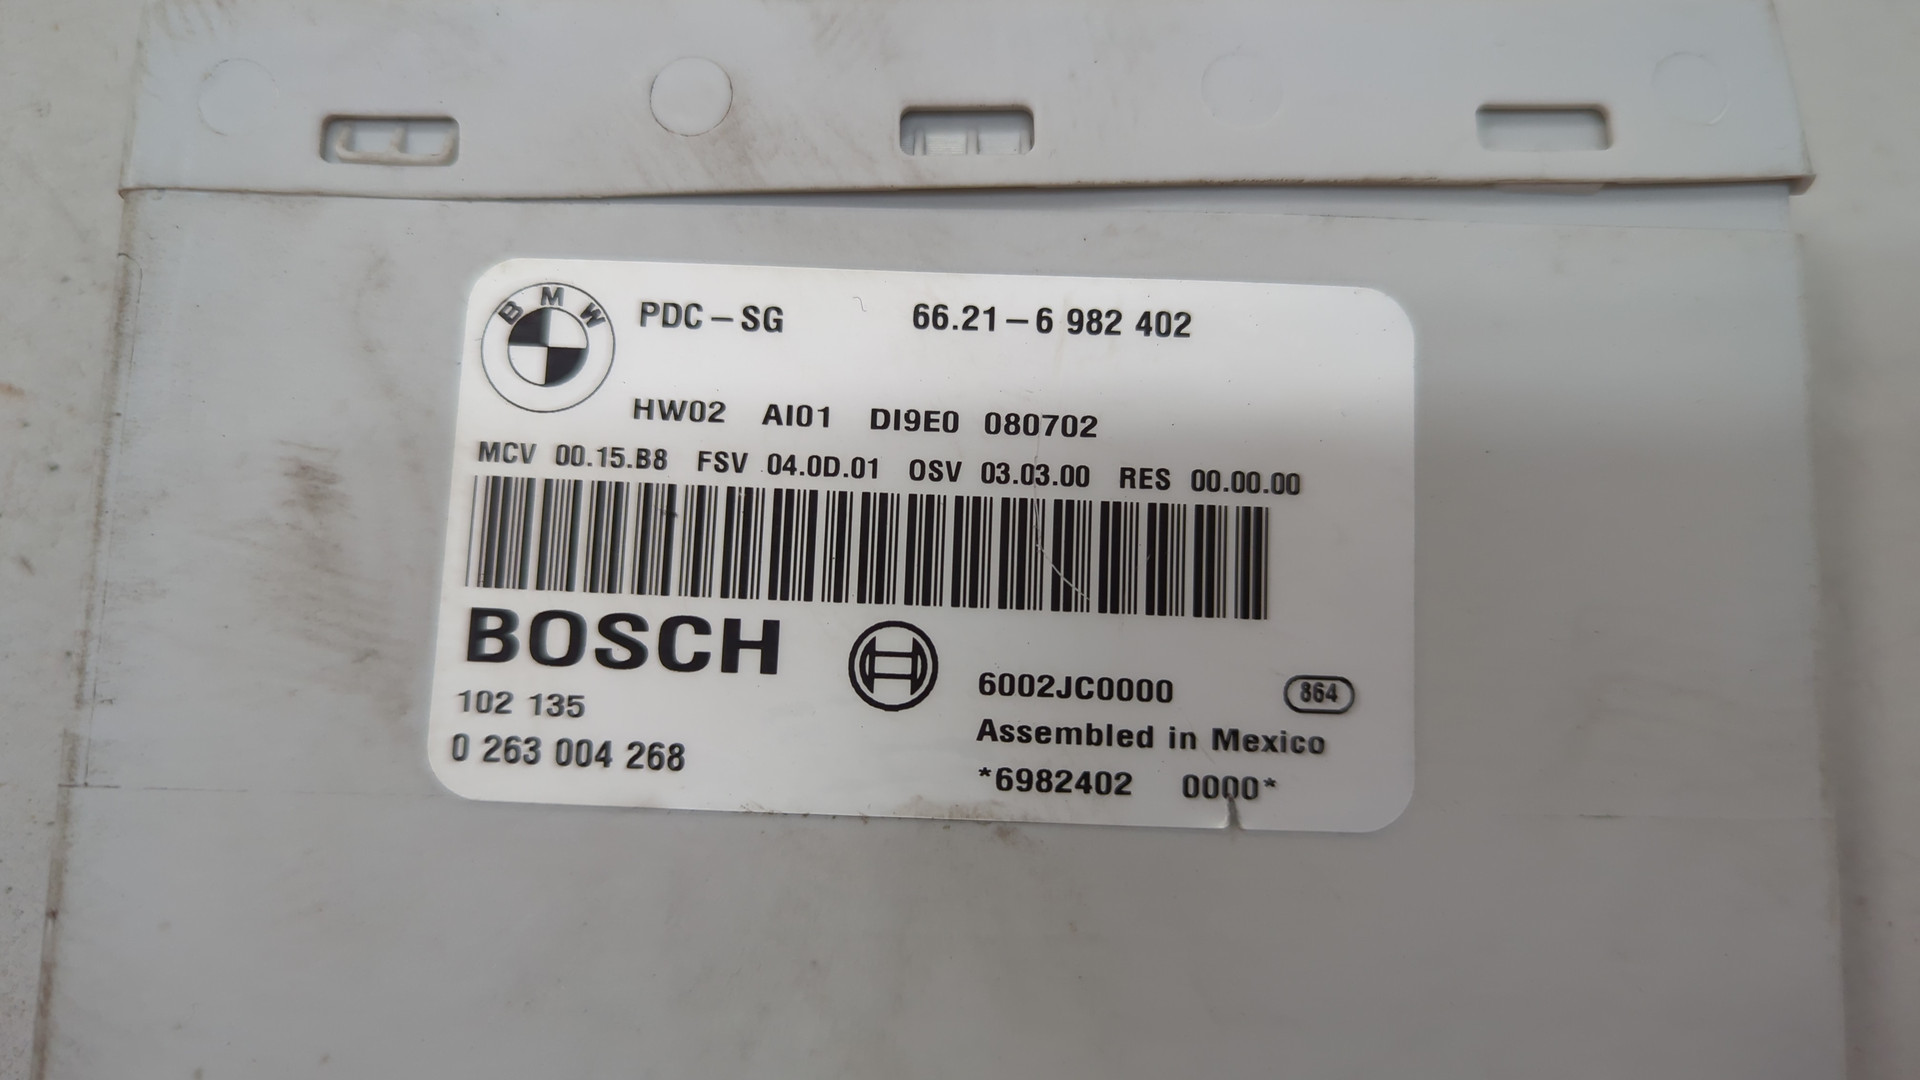 BMW PDC-SG 66.21-6 982 402
HW02 AI01 DI9E0 080702
MCV 00.15.B8 FSV 04.0D.01 OSV 03.03.00 RES 00.00.00
BOSCH
102 135
0 263 004 268
6002JC0000 864
Assembled in Mexico
*6982402 0000*